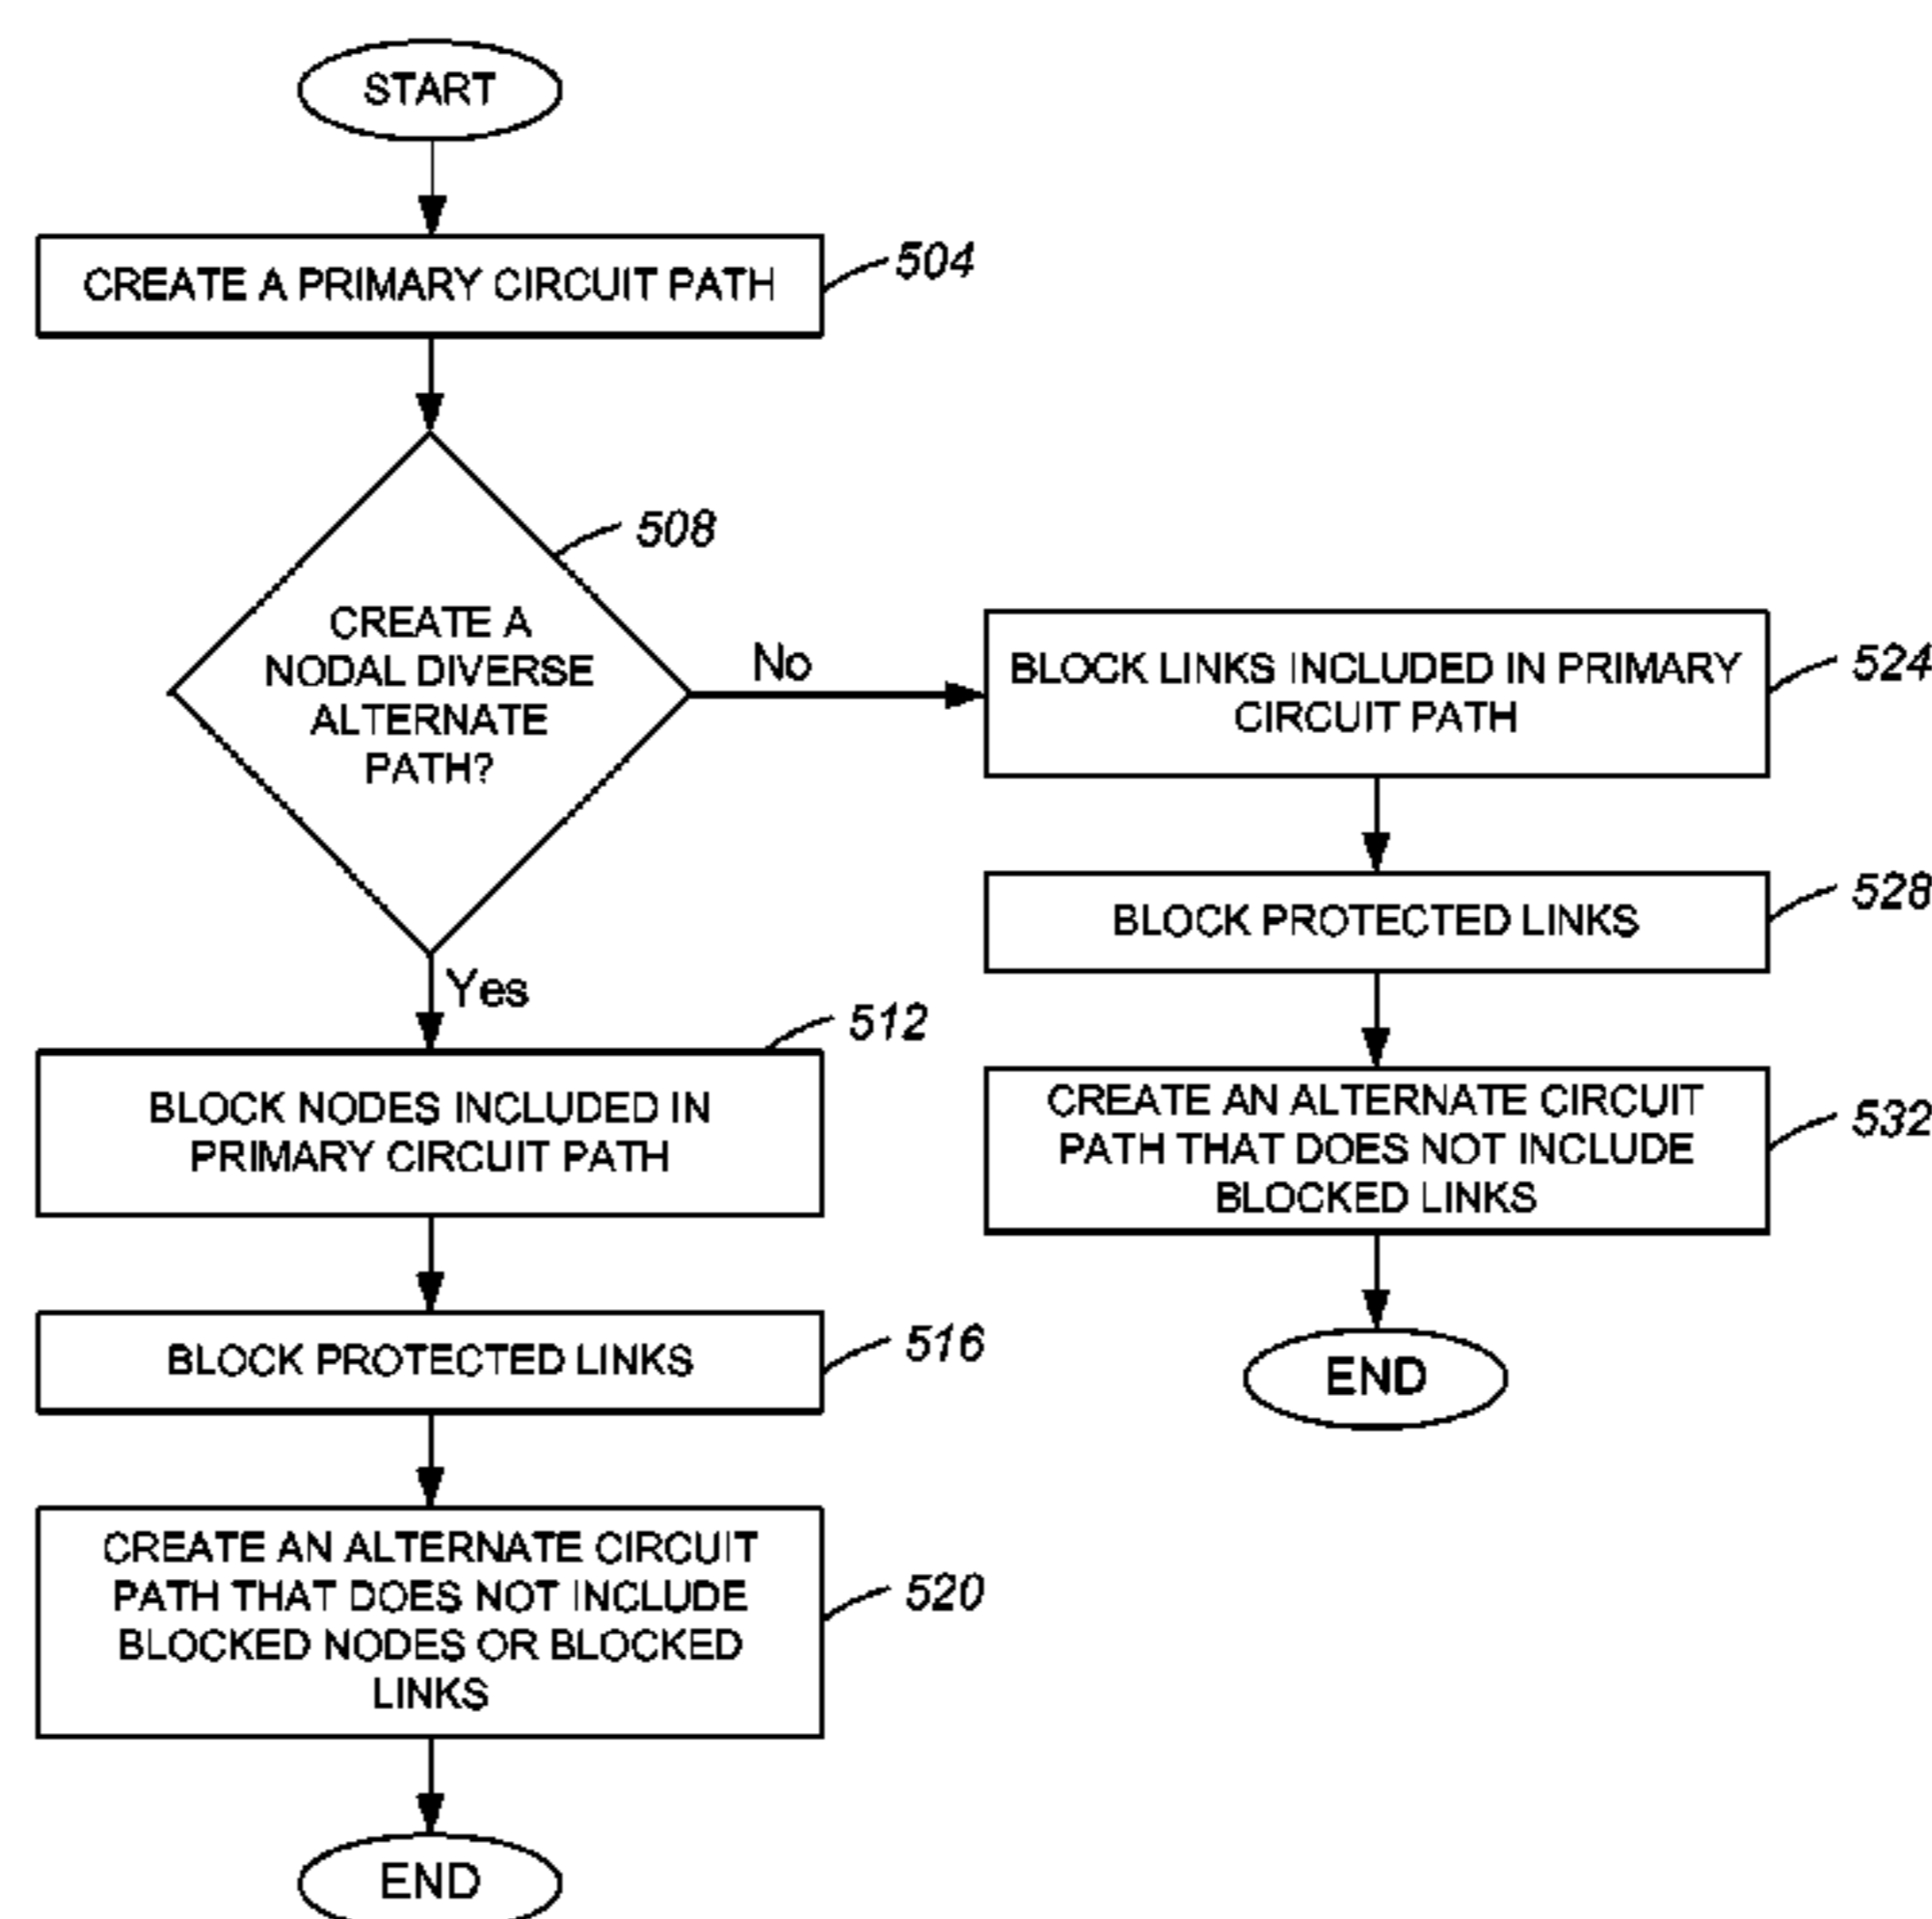 START
CREATE A PRIMARY CIRCUIT PATH
504
508
CREATE A
NODAL DIVERSE
ALTERNATE
PATH?
No
Yes
BLOCK LINKS INCLUDED IN PRIMARY
CIRCUIT PATH
524
BLOCK PROTECTED LINKS
528
CREATE AN ALTERNATE CIRCUIT
PATH THAT DOES NOT INCLUDE
BLOCKED LINKS
532
END
512
BLOCK NODES INCLUDED IN
PRIMARY CIRCUIT PATH
BLOCK PROTECTED LINKS
516
CREATE AN ALTERNATE CIRCUIT
PATH THAT DOES NOT INCLUDE
BLOCKED NODES OR BLOCKED
LINKS
520
END